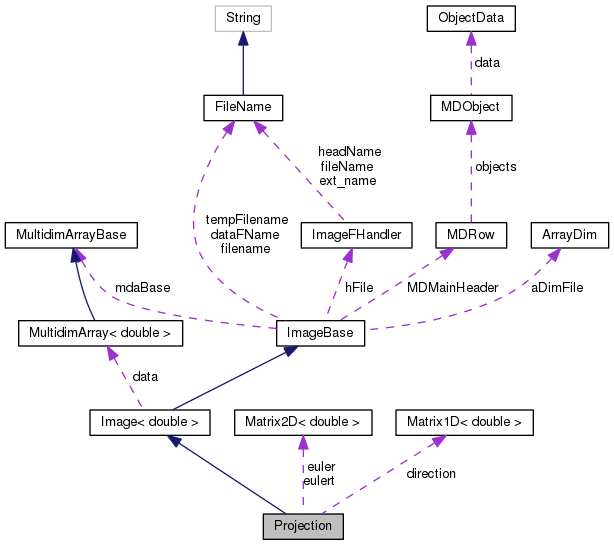 String
ObjectData
data
FileName
MDObject
headName
fileName
ext_name
objects
tempFilename
dataFName
filename
MultidimArrayBase
ImageFHandler
MDRow
ArrayDim
mdaBase
hFile
MDMainHeader
aDimFile
MultidimArray< double >
ImageBase
data
Image< double >
Matrix2D< double >
Matrix1D< double >
euler
eulert
direction
Projection